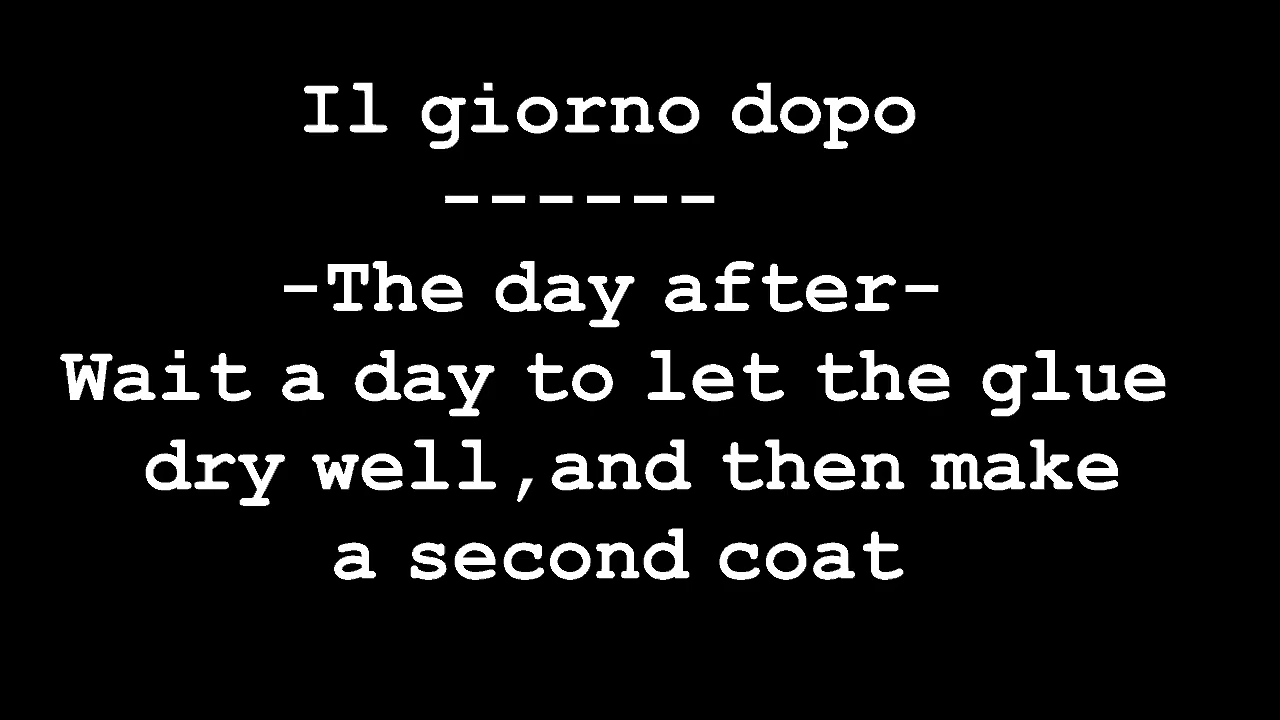 Il giorno dopo
------
-The day after-
Wait a day to let the glue
dry well,and then make
a second coat